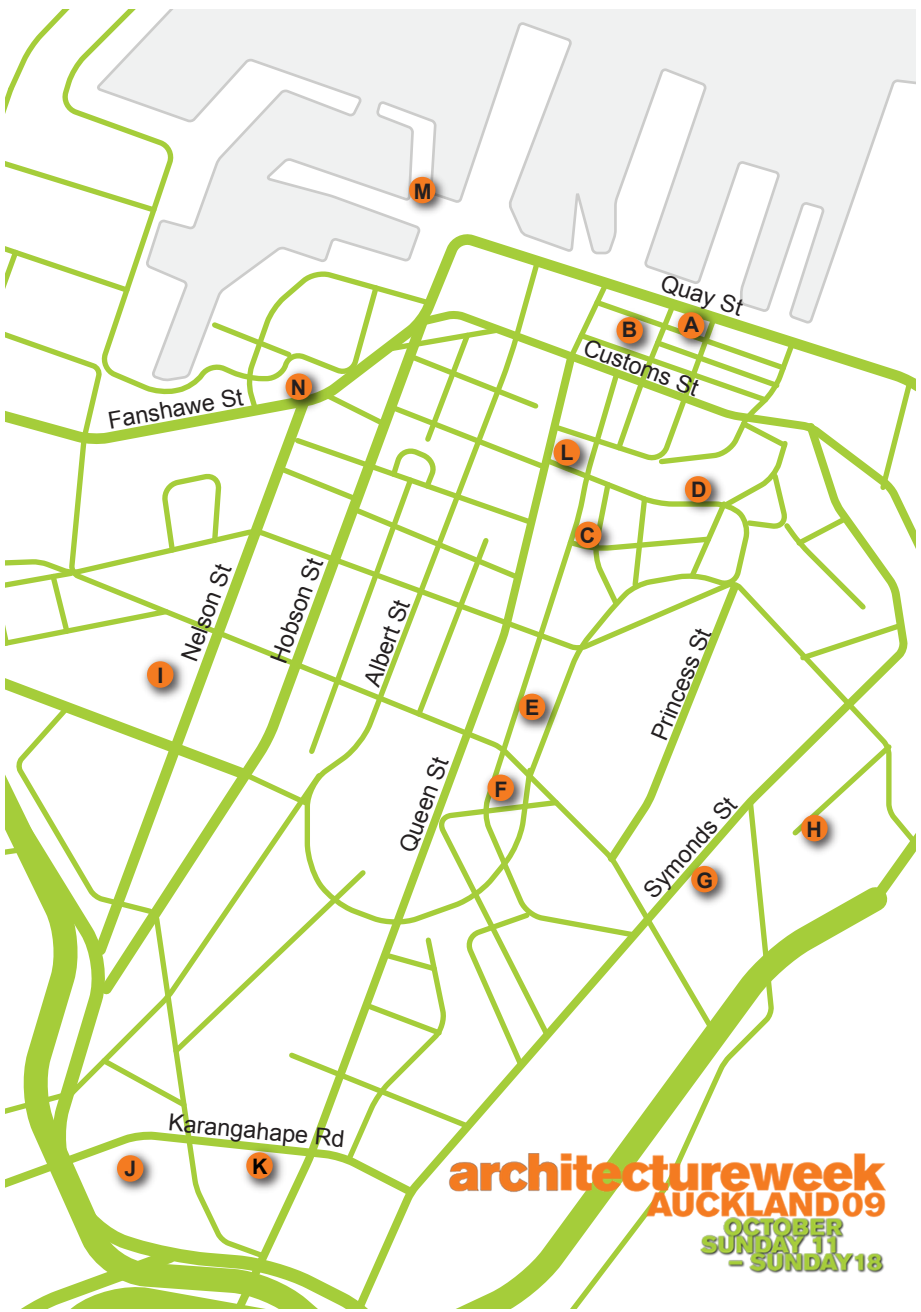 M
Quay St
A
B
Customs St
N
Fanshawe St
L
D
C
Nelson St
Hobson St
Albert St
Princess St
I
E
Queen St
F
Symonds St
H
G
Karangahape Rd
J
K
architectureweek
AUCKLAND09
OCTOBER
SUNDAY 11
– SUNDAY18